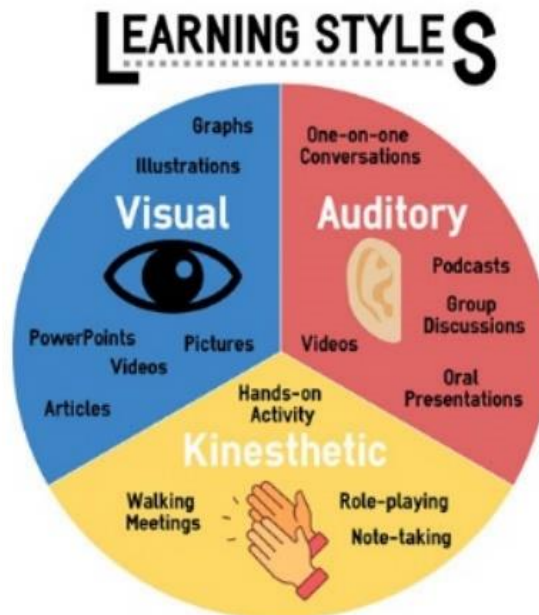 LEARNING STYLES
Graphs
Illustrations
Visual
PowerPoints
Videos
Pictures
Articles
One-on-one
Conversations
Auditory
Podcasts
Group
Discussions
Videos
Oral
Presentations
Hands-on
Activity
Kinesthetic
Walking
Meetings
Role-playing
Note-taking